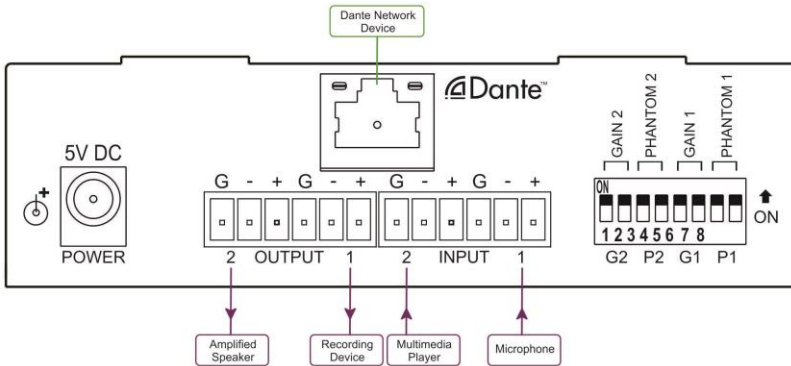 Dante Network
Device
Dante™
5V DC
+
POWER
G - + G - +
G - + G - +
2 OUTPUT 1
2 INPUT 1
GAIN 2
PHANTOM 2
GAIN 1
PHANTOM 1
ON
1 2 3 4 5 6 7 8
ON
G2 P2 G1 P1
Amplified
Speaker
Recording
Device
Multimedia
Player
Microphone